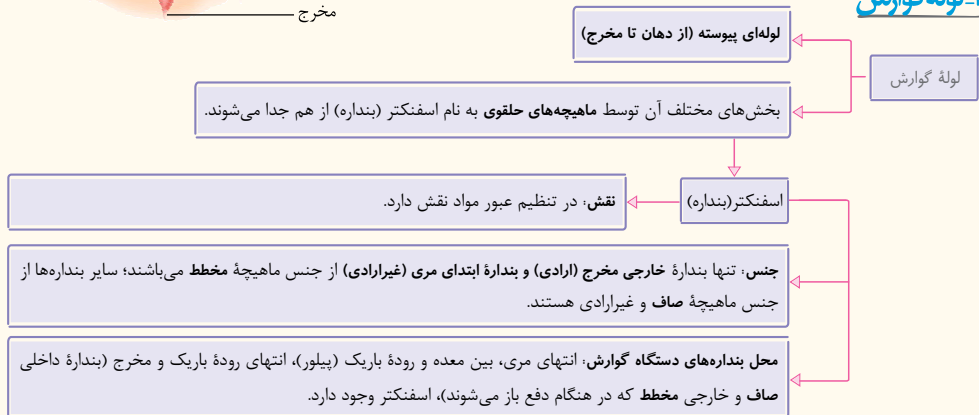 مخرج
لوله‌ای پیوسته (از دهان تا مخرج)
لولهٔ گوارش
بخش‌های مختلف آن توسط ماهیچه‌های حلقوی به نام اسفنکتر (بنداره) از هم جدا می‌شوند.
اسفنکتر(بنداره)
نقش: در تنظیم عبور مواد نقش دارد.
جنس: تنها بندارهٔ خارجی مخرج (ارادی) و بندارهٔ ابتدای مری (غیرارادی) از جنس ماهیچهٔ مخطط می‌باشند؛ سایر بنداره‌ها از
جنس ماهیچهٔ صاف و غیرارادی هستند.
محل بنداره‌های دستگاه گوارش: انتهای مری، بین معده و رودهٔ باریک (پیلور)، انتهای رودهٔ باریک و مخرج (بندارهٔ داخلی
صاف و خارجی مخطط که در هنگام دفع باز می‌شوند)، اسفنکتر وجود دارد.